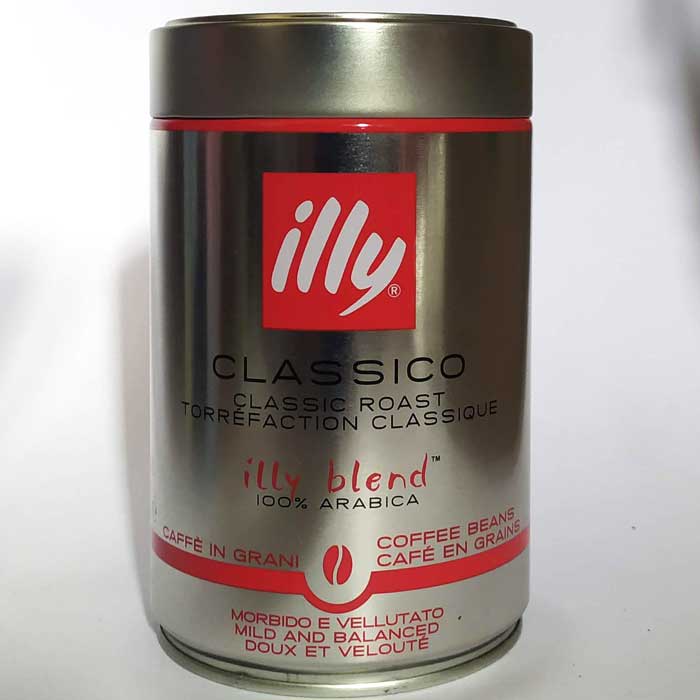 illy®
CLASSICO
CLASSIC ROAST
TORRÉFACTION CLASSIQUE
illy blend™
100% ARABICA
CAFFÈ IN GRANI
COFFEE BEANS
CAFÉ EN GRAINS
MORBIDO E VELLUTATO
MILD AND BALANCED
DOUX ET VELOUTÉ